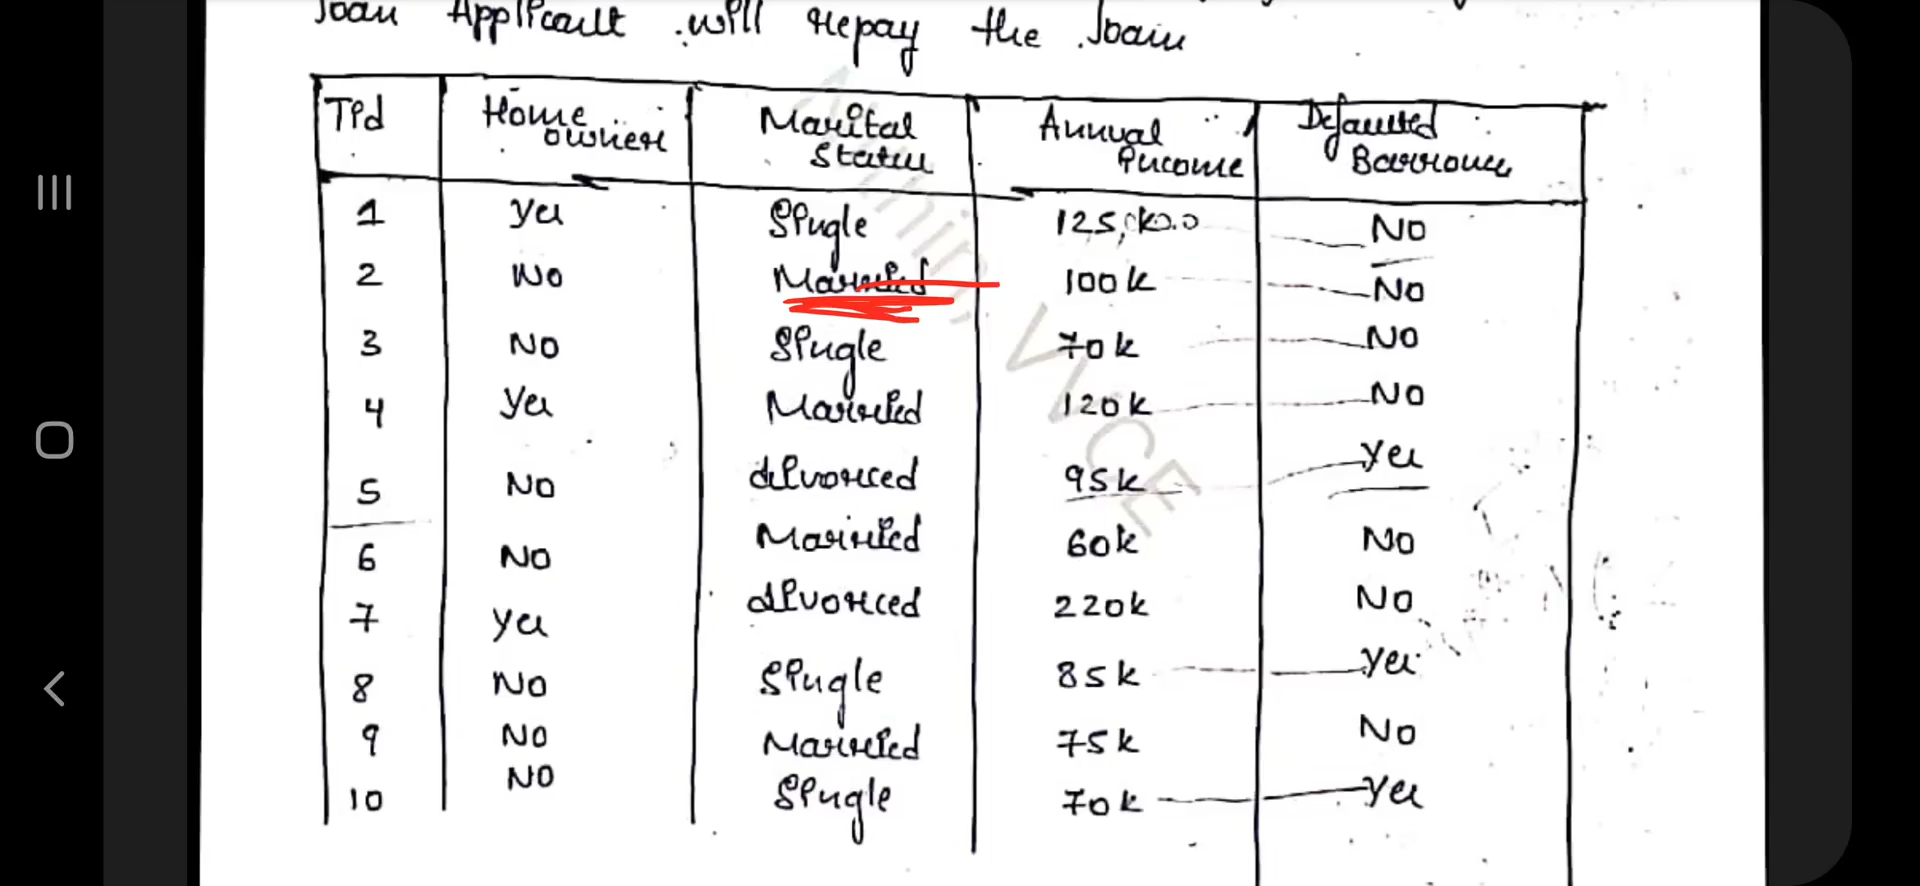 loan Applicant will repay the loan
Tid Home owner Marital Status Annual Income Defaulted Barrower
1 Yes Single 125, No
2 No Married 100k No
3 No Single 70k No
4 Yes Married 120k No
5 No divorced 95k Yes
6 No Married 60k No
7 Yes divorced 220k No
8 No Single 85k Yes
9 No Married 75k No
10 No Single 70k Yes
VVCE